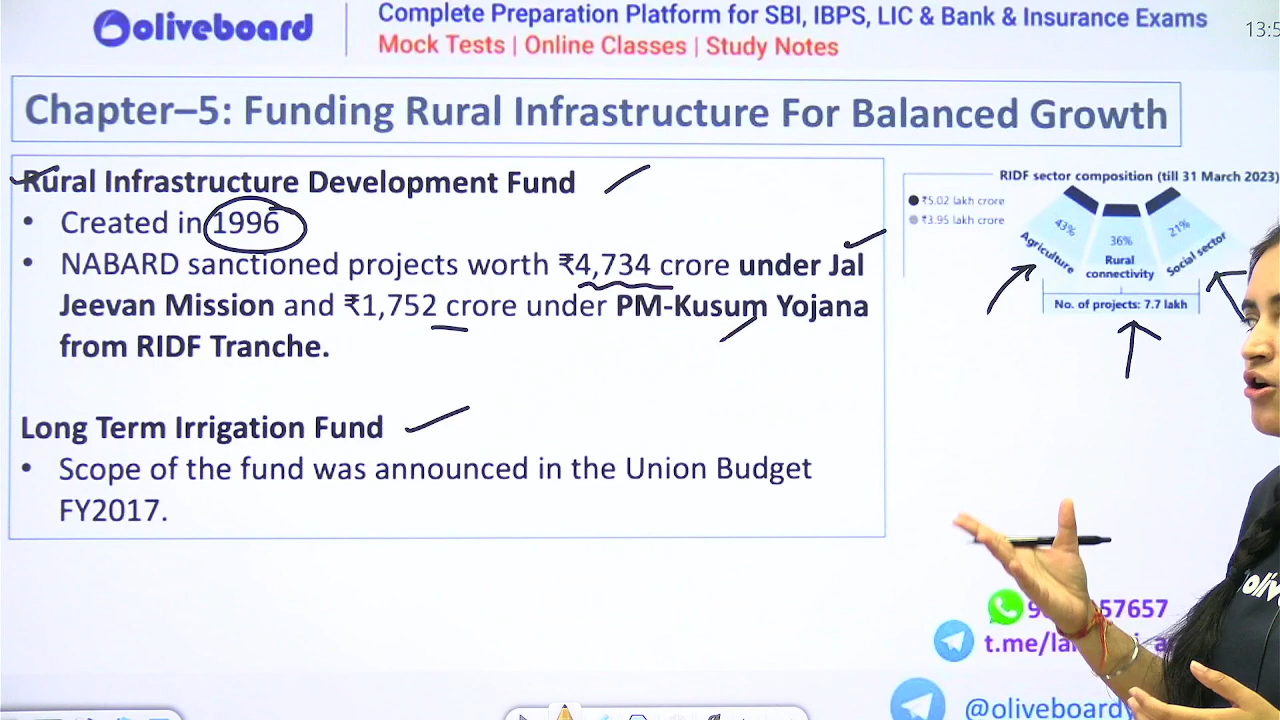 oliveboard
Complete Preparation Platform for SBI, IBPS, LIC & Bank & Insurance Exams
Mock Tests | Online Classes | Study Notes
13:5
Chapter–5: Funding Rural Infrastructure For Balanced Growth
Rural Infrastructure Development Fund
• Created in 1996
• NABARD sanctioned projects worth ₹4,734 crore under Jal
Jeevan Mission and ₹1,752 crore under PM-Kusum Yojana
from RIDF Tranche.
Long Term Irrigation Fund
• Scope of the fund was announced in the Union Budget
FY2017.
RIDF sector composition (till 31 March 2023)
₹5.02 lakh crore
₹3.95 lakh crore
43%
36%
21%
Agriculture
Rural
connectivity
Social sector
No. of projects: 7.7 lakh
57657
@oliveboard